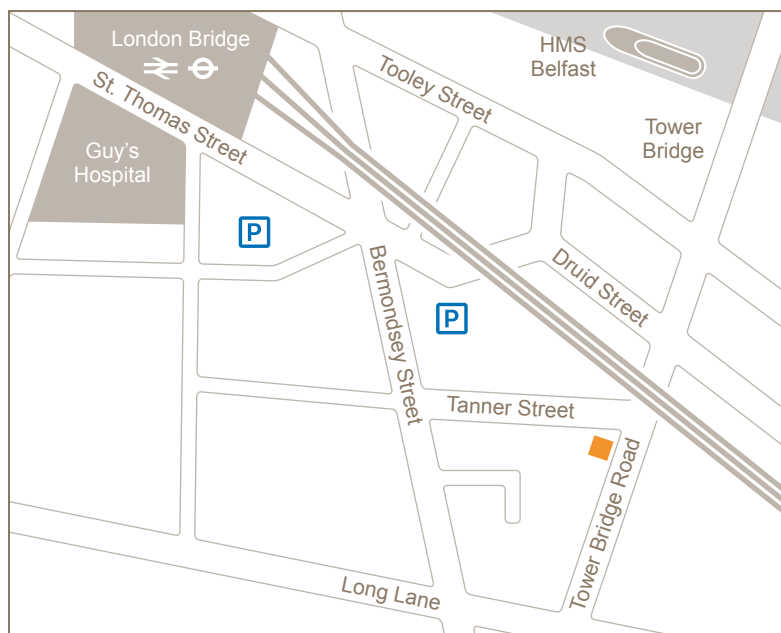 London Bridge
HMS
Belfast
Tooley Street
St. Thomas Street
Tower
Bridge
Guy's
Hospital
P
Druid Street
Bermondsey Street
P
Tanner Street
Tower Bridge Road
Long Lane